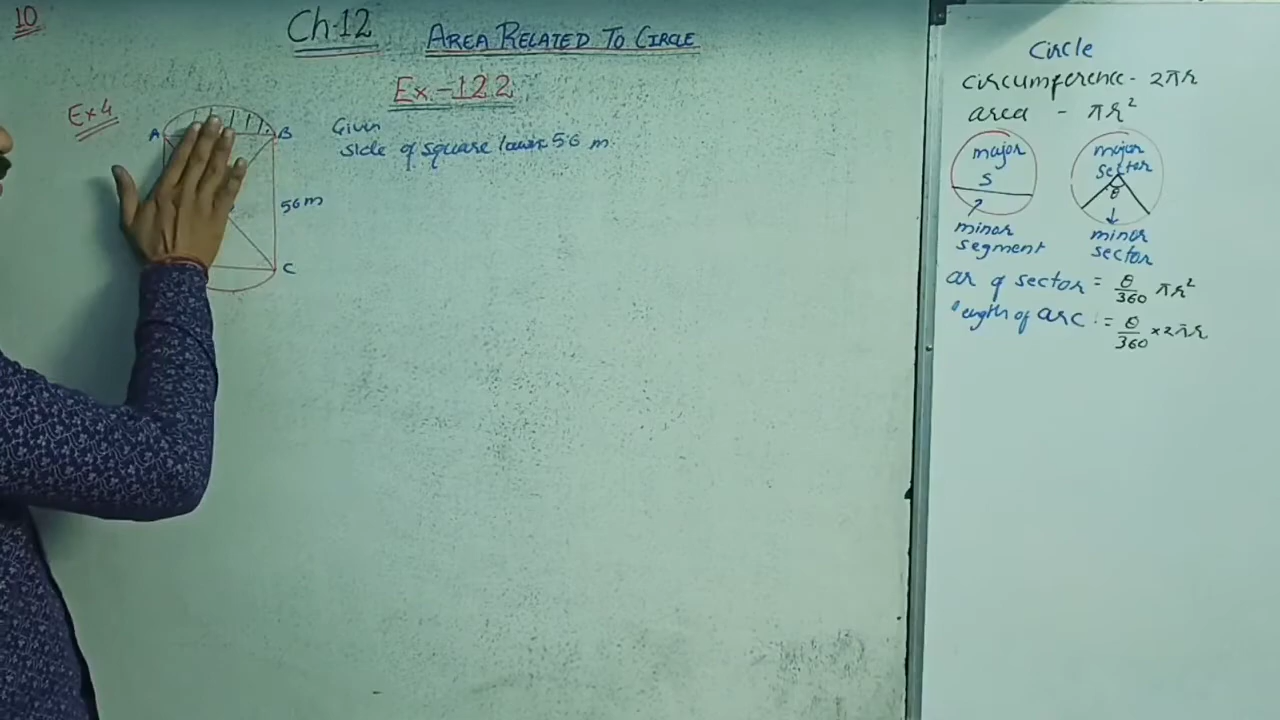 10
Ch-12
AREA RELATED TO CIRCLE
Ex.-12.2
Ex 4
A
B
56m
C
Given
side of square lawn 56 m.
Circle
circumference - 2πr
area - πr²
major
S
minor
segment
major
sector
θ
minor
sector
ar of sector = θ/360 πr²
length of arc = θ/360 × 2πr